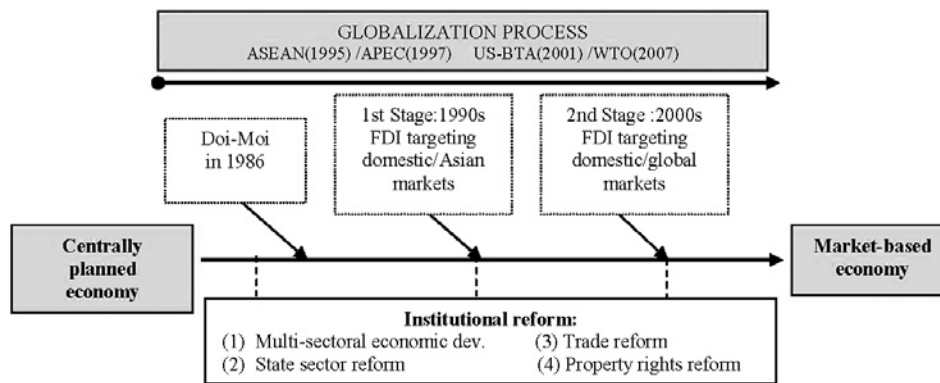 GLOBALIZATION PROCESS
ASEAN(1995) /APEC(1997) US-BTA(2001) /WTO(2007)
Doi-Moi
in 1986
1st Stage:1990s
FDI targeting
domestic/Asian
markets
2nd Stage :2000s
FDI targeting
domestic/global
markets
Centrally
planned
economy
Market-based
economy
Institutional reform:
(1) Multi-sectoral economic dev.
(2) State sector reform
(3) Trade reform
(4) Property rights reform